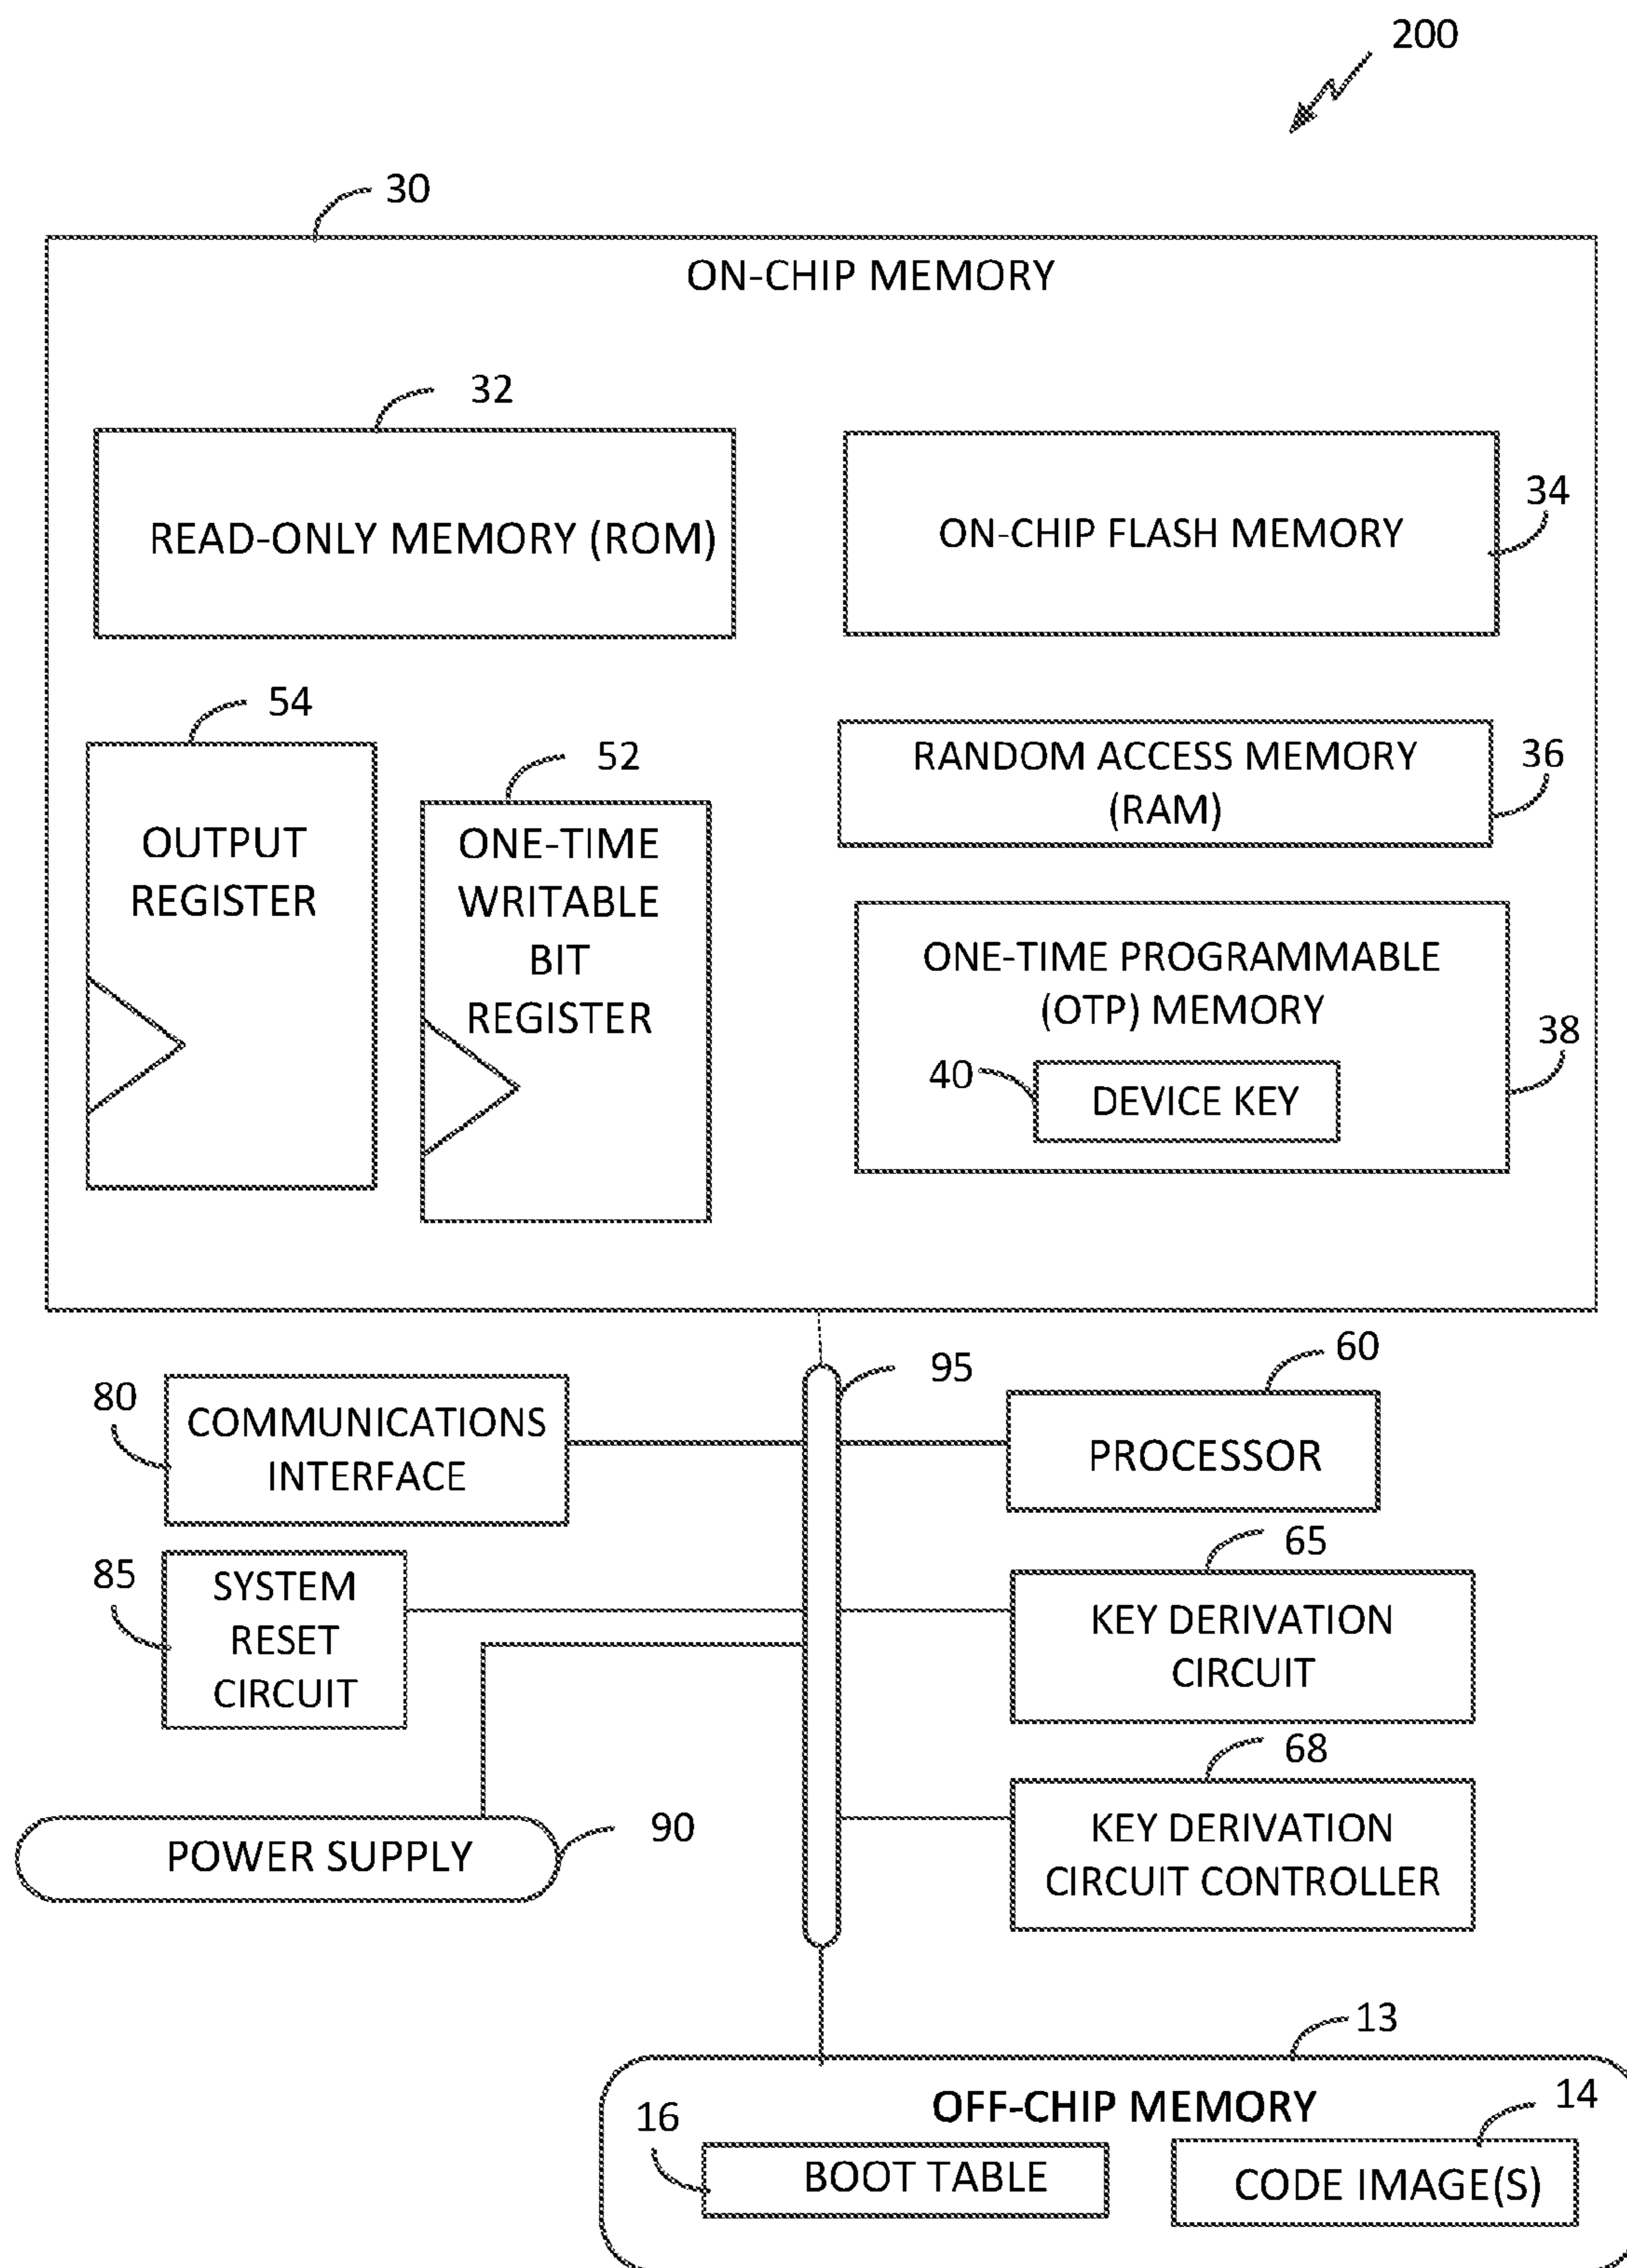 200
30
ON-CHIP MEMORY
32
READ-ONLY MEMORY (ROM)
34
ON-CHIP FLASH MEMORY
54
OUTPUT
REGISTER
52
ONE-TIME
WRITABLE
BIT
REGISTER
36
RANDOM ACCESS MEMORY
(RAM)
38
ONE-TIME PROGRAMMABLE
(OTP) MEMORY
40
DEVICE KEY
95
80
COMMUNICATIONS
INTERFACE
60
PROCESSOR
85
SYSTEM
RESET
CIRCUIT
65
KEY DERIVATION
CIRCUIT
68
KEY DERIVATION
CIRCUIT CONTROLLER
90
POWER SUPPLY
13
OFF-CHIP MEMORY
16
BOOT TABLE
14
CODE IMAGE(S)